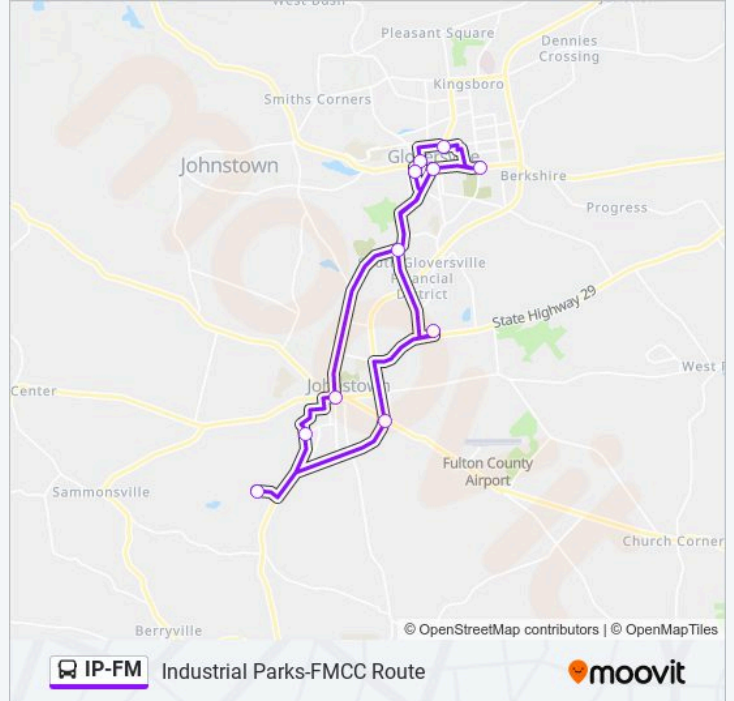 West Bush
Pleasant Square
Dennies
Crossing
Kingsboro
Smiths Corners
Gloversville
Johnstown
Berkshire
Progress
Gloversville
Financial
District
State Highway 29
West
Johnstown
Center
Fulton County
Airport
Sammonsville
Church Corner
Berryville
© OpenStreetMap contributors | © OpenMapTiles
IP-FM Industrial Parks-FMCC Route moovit
moovit